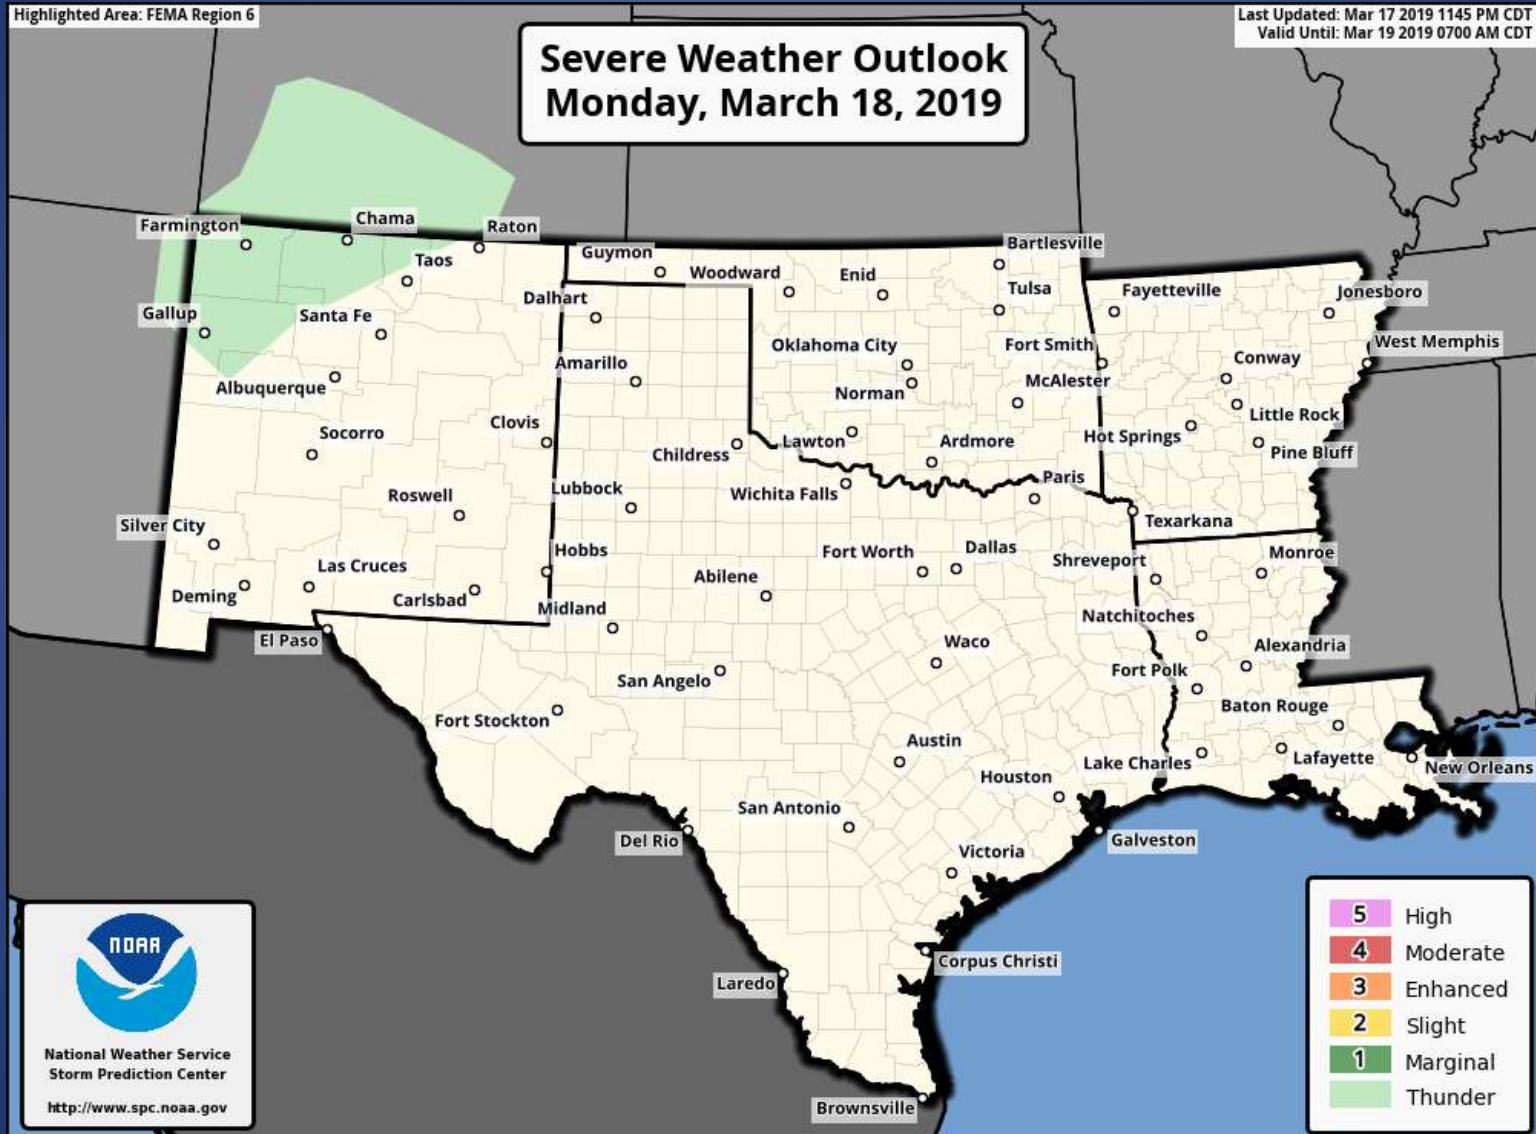 Highlighted Area: FEMA Region 6
Last Updated: Mar 17 2019 1145 PM CDT
Valid Until: Mar 19 2019 0700 AM CDT
Severe Weather Outlook
Monday, March 18, 2019
Farmington
Chama
Raton
Taos
Gallup
Santa Fe
Albuquerque
Socorro
Clovis
Roswell
Silver City
Las Cruces
Deming
Carlsbad
Hobbs
El Paso
Guymon
Woodward
Enid
Bartlesville
Tulsa
Dalhart
Oklahoma City
Fort Smith
Amarillo
Norman
McAlester
Childress
Lawton
Ardmore
Lubbock
Wichita Falls
Paris
Fayetteville
Jonesboro
West Memphis
Conway
Little Rock
Hot Springs
Pine Bluff
Texarkana
Fort Worth
Dallas
Shreveport
Monroe
Abilene
Midland
Natchitoches
Alexandria
Waco
San Angelo
Fort Polk
Baton Rouge
Fort Stockton
Austin
Lake Charles
Lafayette
New Orleans
Houston
San Antonio
Del Rio
Galveston
Victoria
Corpus Christi
Laredo
Brownsville
NOAA
National Weather Service
Storm Prediction Center
http://www.spc.noaa.gov
5 High
4 Moderate
3 Enhanced
2 Slight
1 Marginal
Thunder